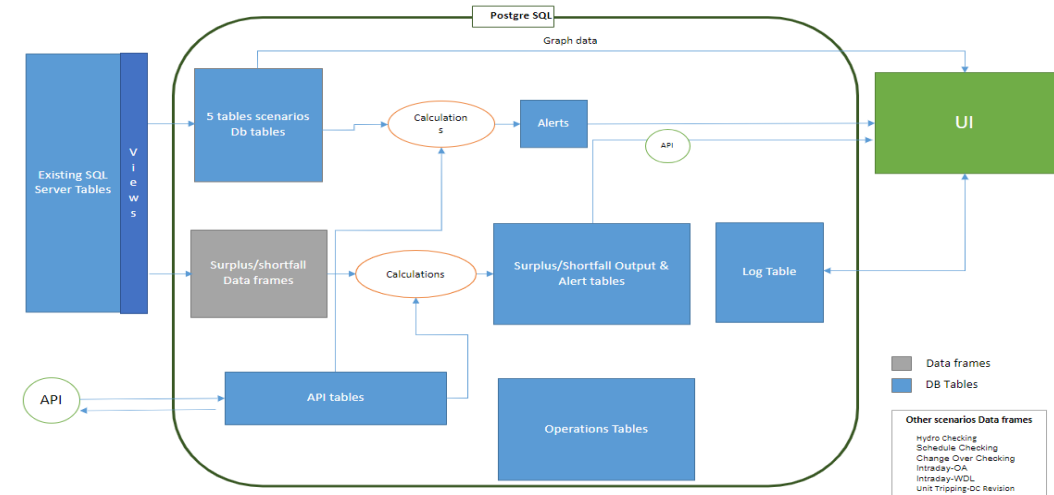 Postgre SQL
Graph data
5 tables scenarios
Db tables
Calculation
s
Alerts
API
UI
Existing SQL
Server Tables
V
i
e
w
s
Surplus/shortfall
Data frames
Calculations
Surplus/Shortfall Output &
Alert tables
Log Table
API
API tables
Operations Tables
Data frames
DB Tables
Other scenarios Data frames
Hydro Checking
Schedule Checking
Change Over Checking
Intraday-OA
Intraday-WDL
Unit Tripping-DC Revision